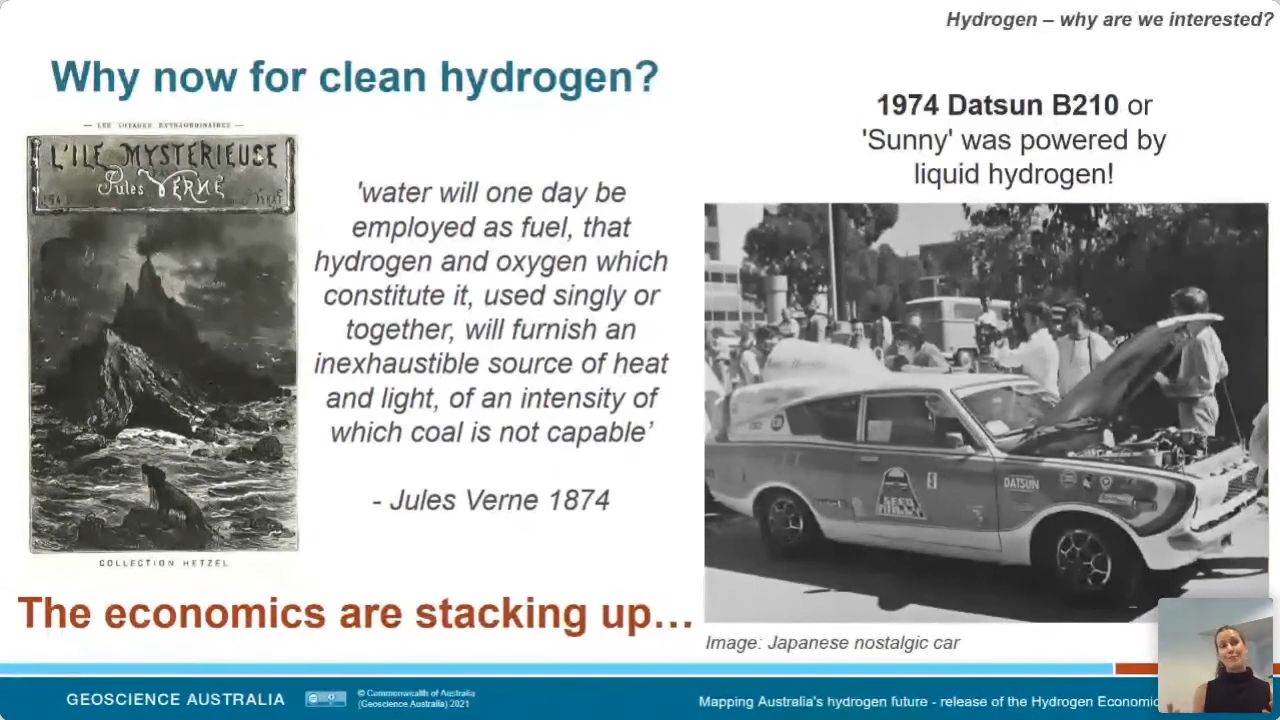 Hydrogen – why are we interested?
Why now for clean hydrogen?
LES VOYAGES EXTRAORDINAIRES
L'ILE MYSTERIEUSE
Jules VERNE
COLLECTION HETZEL
'water will one day be
employed as fuel, that
hydrogen and oxygen which
constitute it, used singly or
together, will furnish an
inexhaustible source of heat
and light, of an intensity of
which coal is not capable’
- Jules Verne 1874
1974 Datsun B210 or
'Sunny' was powered by
liquid hydrogen!
DATSUN
Image: Japanese nostalgic car
The economics are stacking up…
GEOSCIENCE AUSTRALIA
© Commonwealth of Australia
(Geoscience Australia) 2021
Mapping Australia's hydrogen future - release of the Hydrogen Economic